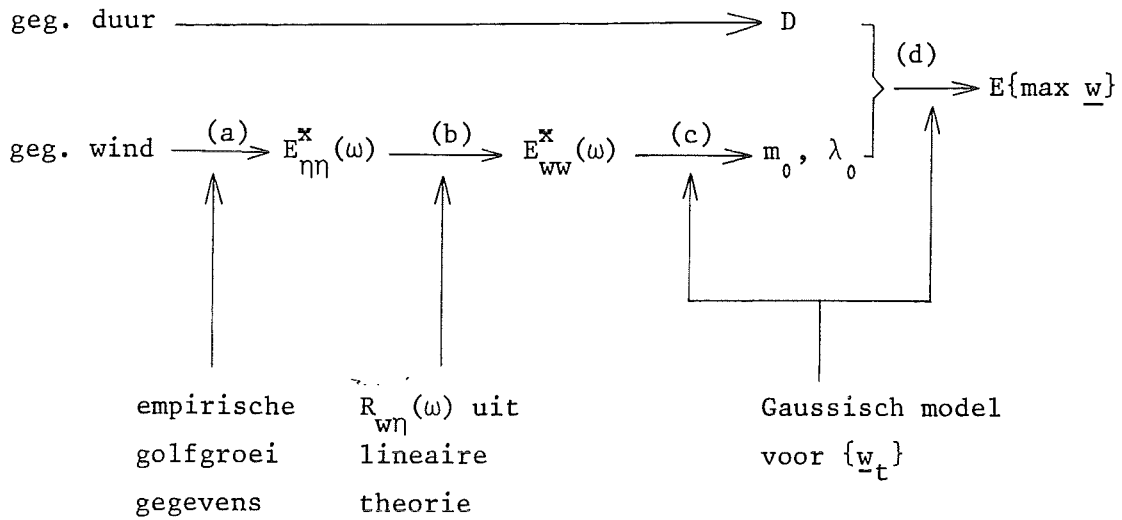 geg. duur D
(d)
E{max w}
geg. wind (a) E^x_ηη(ω) (b) E^x_ww(ω) (c) m_0, λ_0
empirische R_wη(ω) uit Gaussisch model
golfgroei lineaire voor {w_t}
gegevens theorie